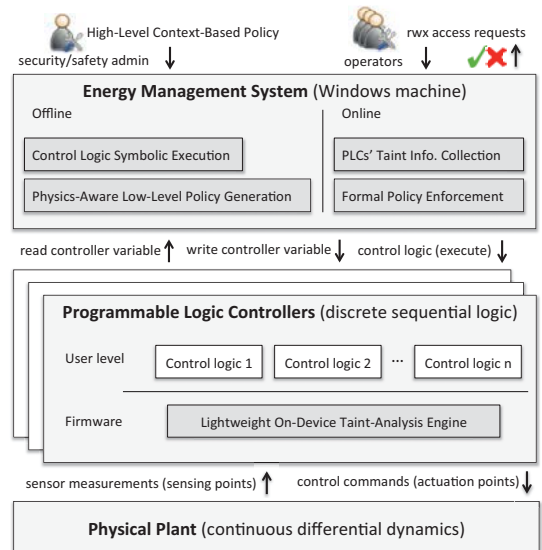 High-Level Context-Based Policy
rwx access requests
security/safety admin
operators
Energy Management System (Windows machine)
Offline
Online
Control Logic Symbolic Execution
PLCs' Taint Info. Collection
Physics-Aware Low-Level Policy Generation
Formal Policy Enforcement
read controller variable
write controller variable
control logic (execute)
Programmable Logic Controllers (discrete sequential logic)
User level
Control logic 1
Control logic 2
...
Control logic n
Firmware
Lightweight On-Device Taint-Analysis Engine
sensor measurements (sensing points)
control commands (actuation points)
Physical Plant (continuous differential dynamics)